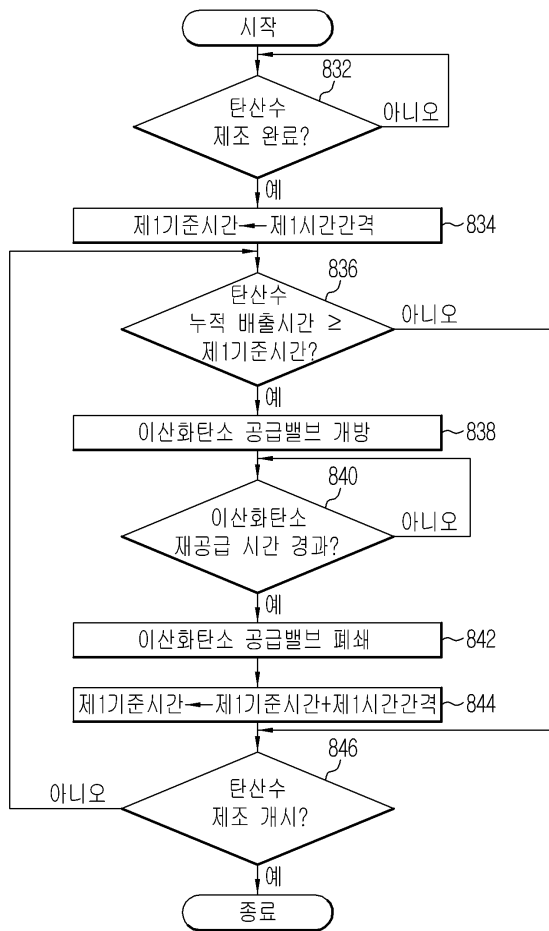 시작
832
탄산수
제조 완료?
아니오
예
제1기준시간←제1시간간격
834
836
탄산수
누적 배출시간 ≥
제1기준시간?
아니오
예
이산화탄소 공급밸브 개방
838
840
이산화탄소
재공급 시간 경과?
아니오
예
이산화탄소 공급밸브 폐쇄
842
제1기준시간←제1기준시간+제1시간간격
844
846
탄산수
제조 개시?
아니오
예
종료